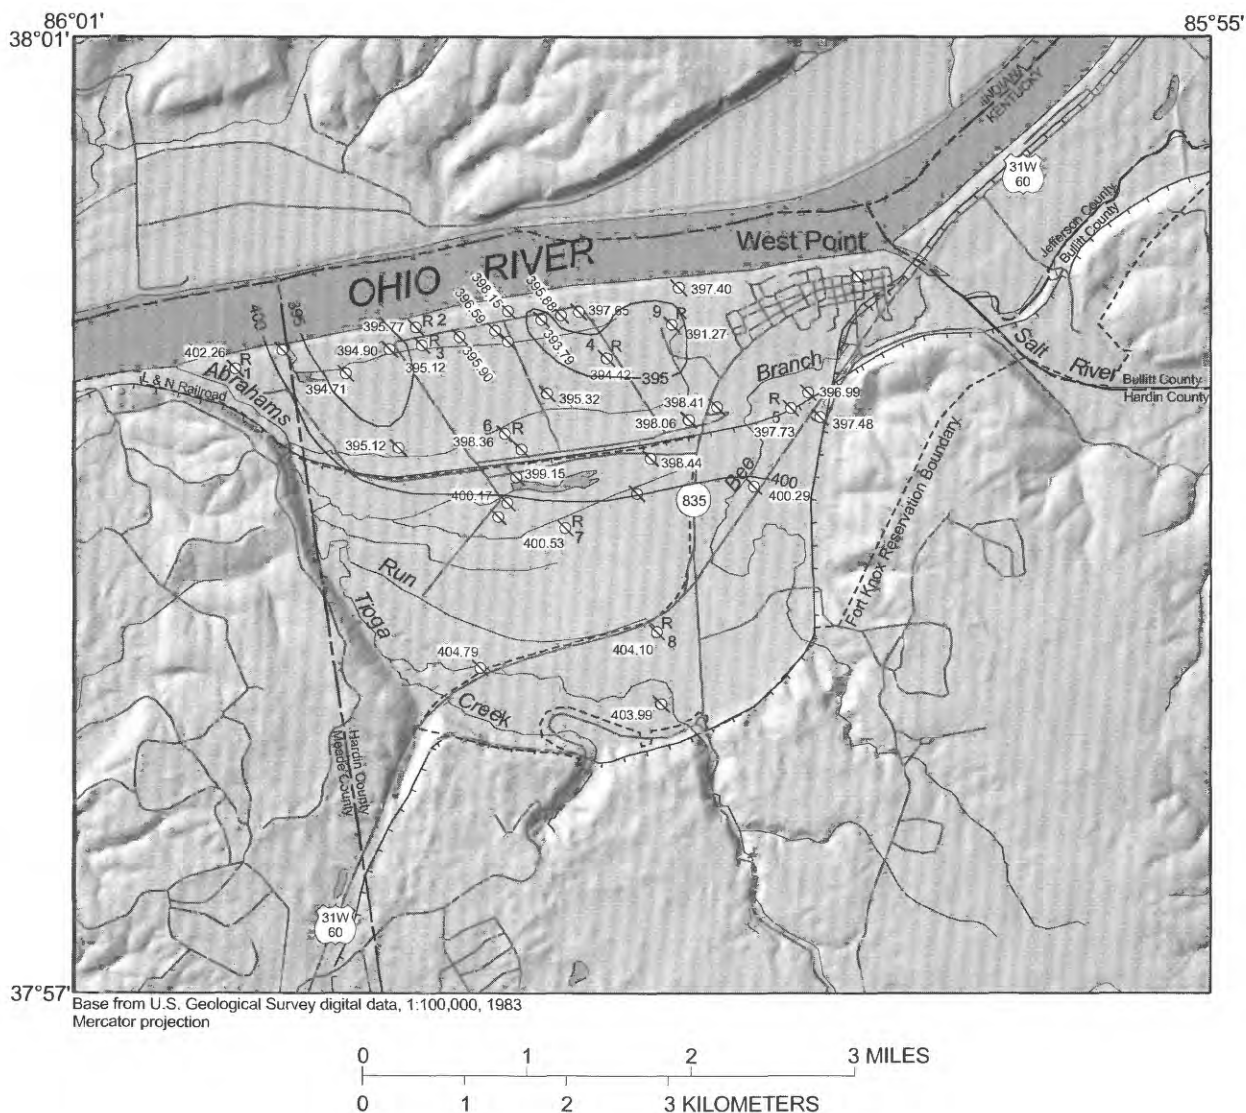 86°01'
85°55'
38°01'
INDIANA
KENTUCKY
31W
60
Jefferson County
Bullitt County
West Point
OHIO RIVER
400
395
398.15
396.59
395.88
397.65
397.40
395.77
R 2
9 R
391.27
393.79
394.90
R
3
395.12
395.90
4 R
394.42
395
402.26
R
1
Abrahams
L & N Railroad
394.71
Branch
Salt River
Bullitt County
Hardin County
396.99
395.32
398.41
R
5
398.06
397.73
397.48
6
398.36
395.12
398.44
399.15
Bee
400
400.29
400.17
835
R
7
400.53
Run
Fort Knox Reservation Boundary
Tioga
R
8
404.10
404.79
Creek
403.99
Hardin County
Meade County
31W
60
37°57'
Base from U.S. Geological Survey digital data, 1:100,000, 1983
Mercator projection
0 1 2 3 MILES
0 1 2 3 KILOMETERS